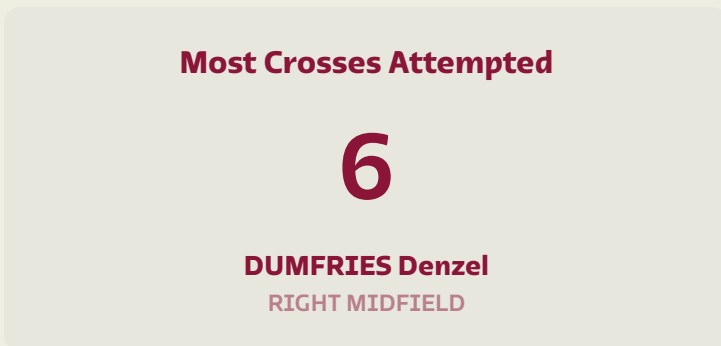 Most Crosses Attempted
6
DUMFRIES Denzel
RIGHT MIDFIELD